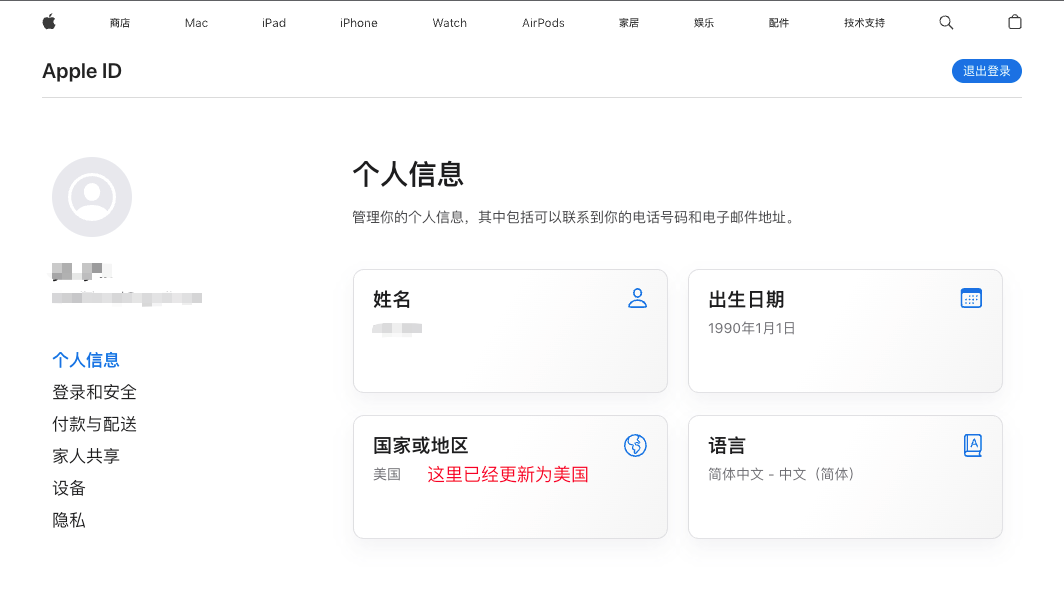 商店 Mac iPad iPhone Watch AirPods 家居 娱乐 配件 技术支持
Apple ID 退出登录
个人信息
管理你的个人信息，其中包括可以联系到你的电话号码和电子邮件地址。
姓名
出生日期
1990年1月1日
个人信息
登录和安全
付款与配送
家人共享
设备
隐私
国家或地区
美国 这里已经更新为美国
语言
简体中文 - 中文（简体）